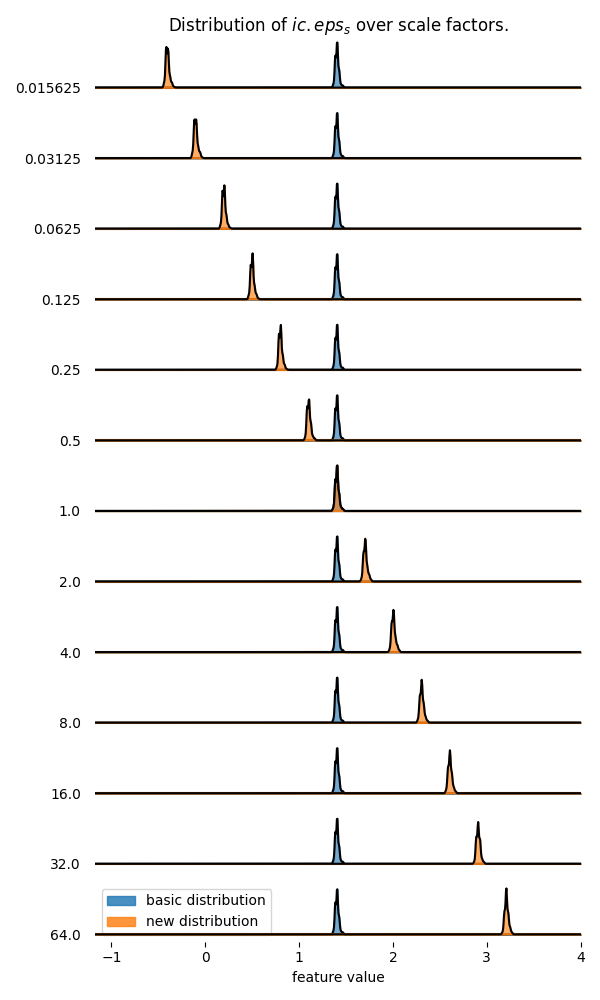 Distribution of ic.eps_s over scale factors.
0.015625
0.03125
0.0625
0.125
0.25
0.5
1.0
2.0
4.0
8.0
16.0
32.0
64.0
basic distribution
new distribution
−1 0 1 2 3 4
feature value